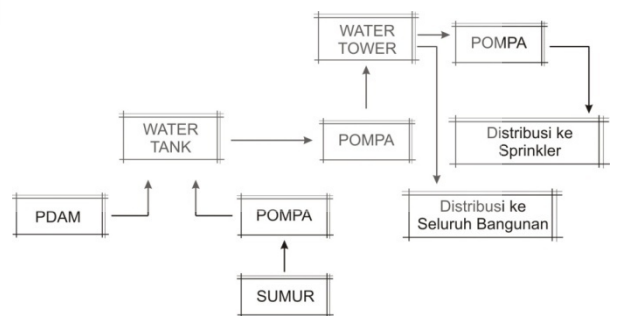 WATER
TOWER
POMPA
WATER
TANK
POMPA
Distribusi ke
Sprinkler
PDAM
POMPA
Distribusi ke
Seluruh Bangunan
SUMUR